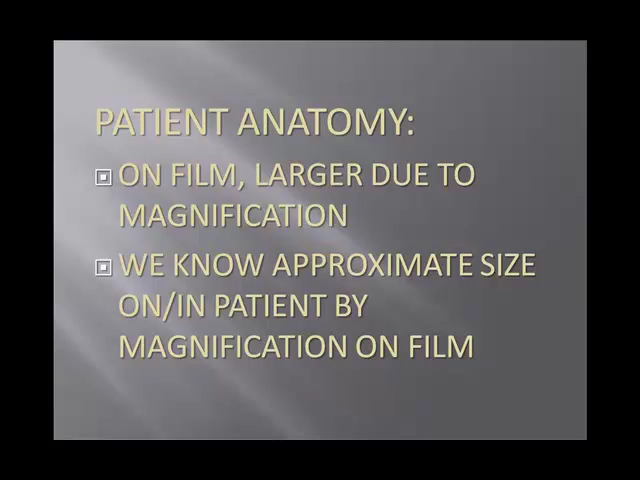 PATIENT ANATOMY:
ON FILM, LARGER DUE TO
MAGNIFICATION
WE KNOW APPROXIMATE SIZE
ON/IN PATIENT BY
MAGNIFICATION ON FILM